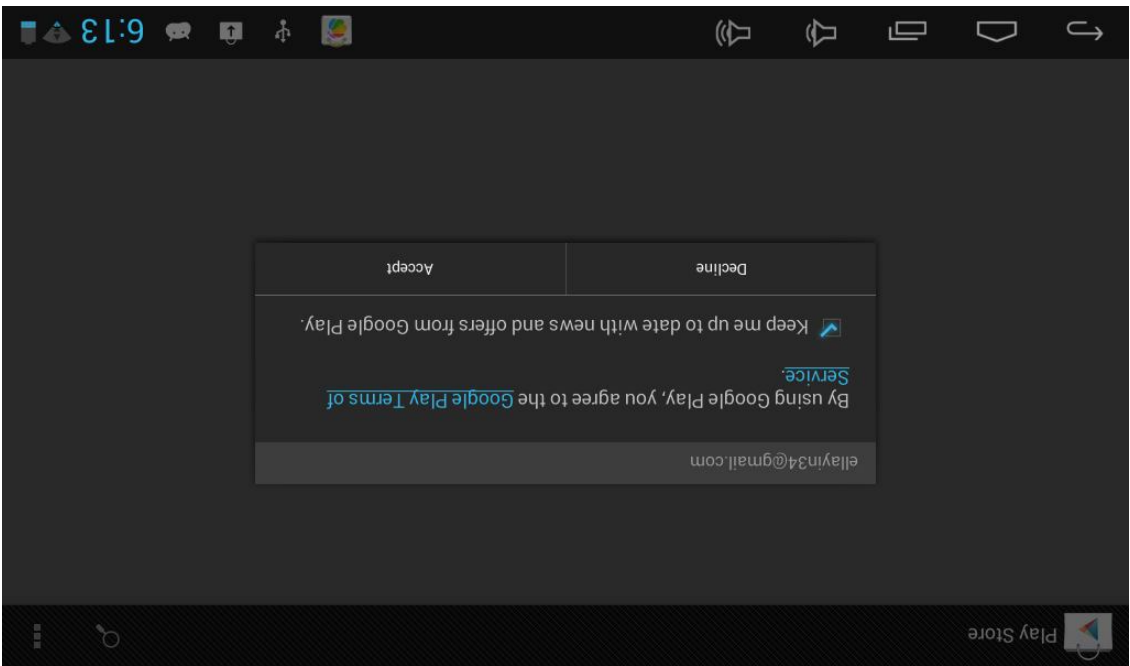 Play Store
ellayin34@gmail.com
By using Google Play, you agree to the Google Play Terms of
Service.
Keep me up to date with news and offers from Google Play.
Decline
Accept
6:13